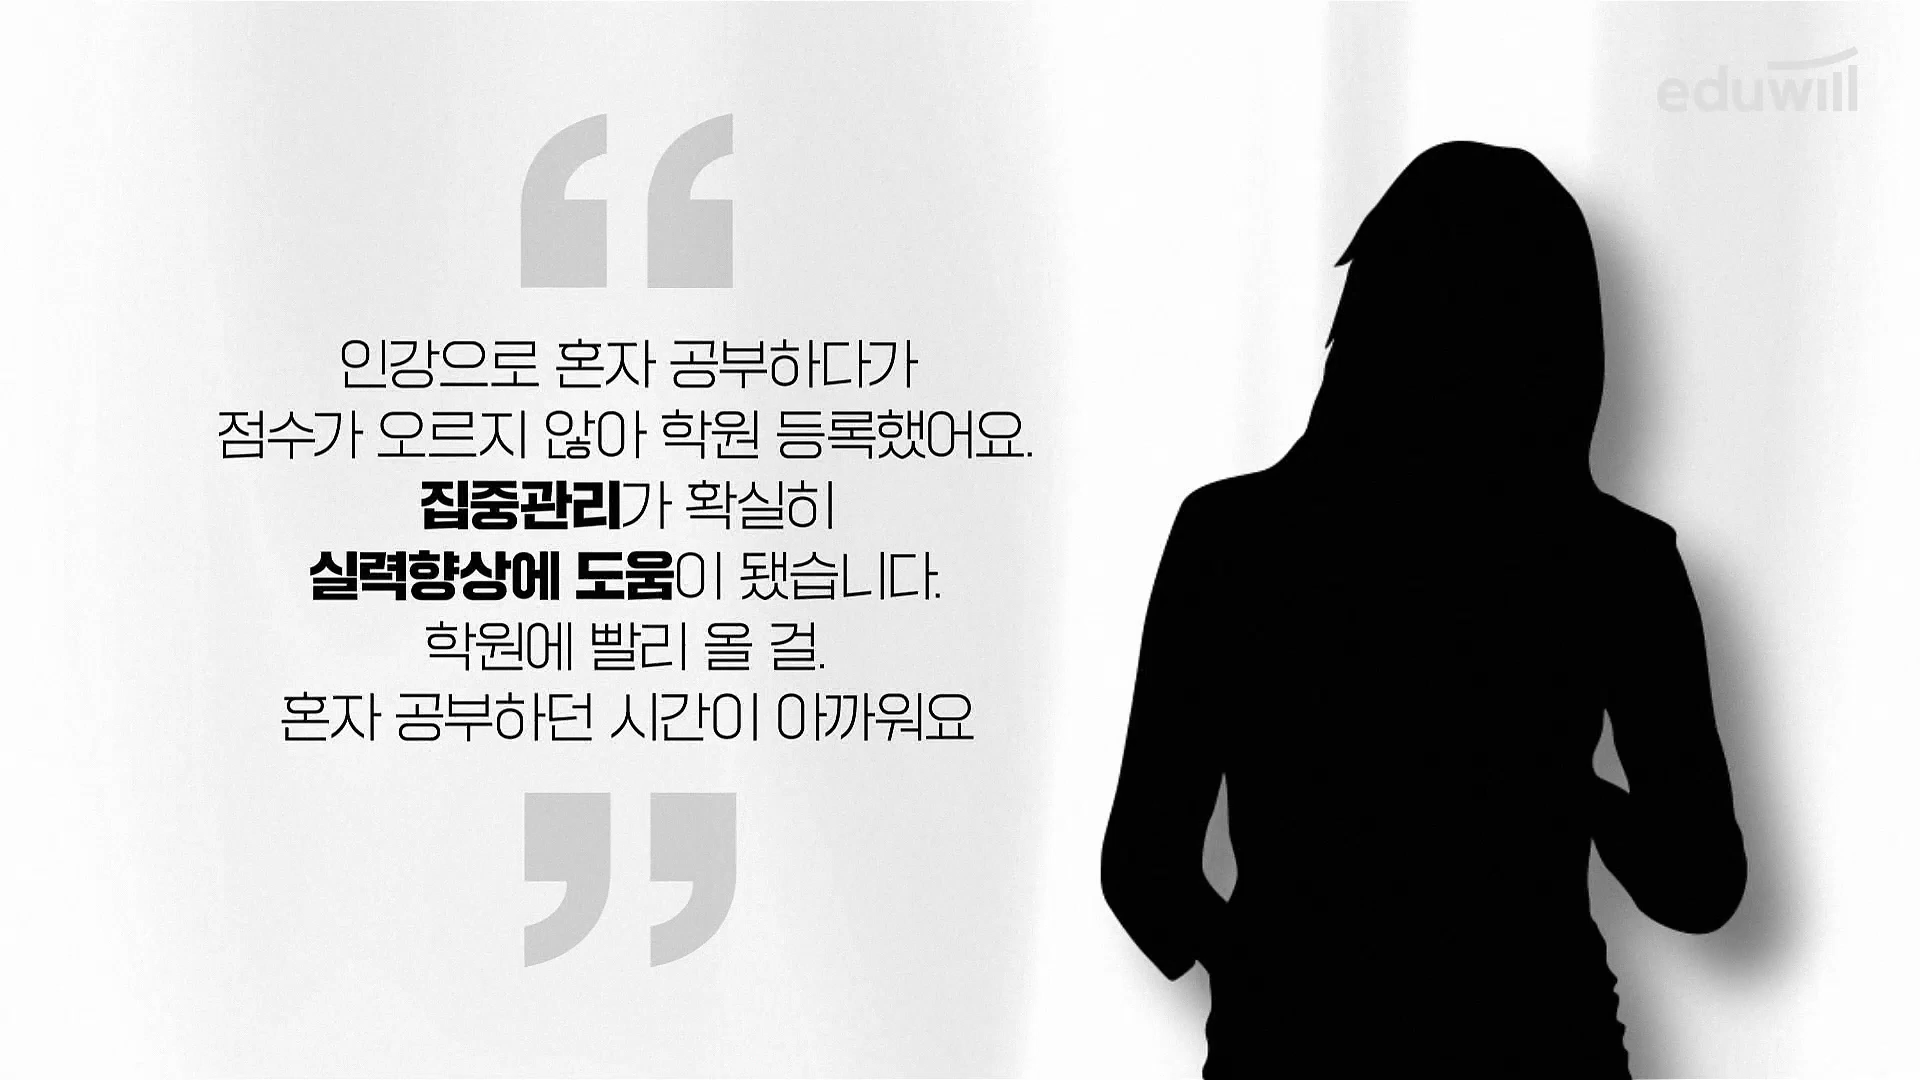 eduwill
인강으로 혼자 공부하다가
점수가 오르지 않아 학원 등록했어요.
집중관리가 확실히
실력향상에 도움이 됐습니다.
학원에 빨리 올 걸.
혼자 공부하던 시간이 아까워요